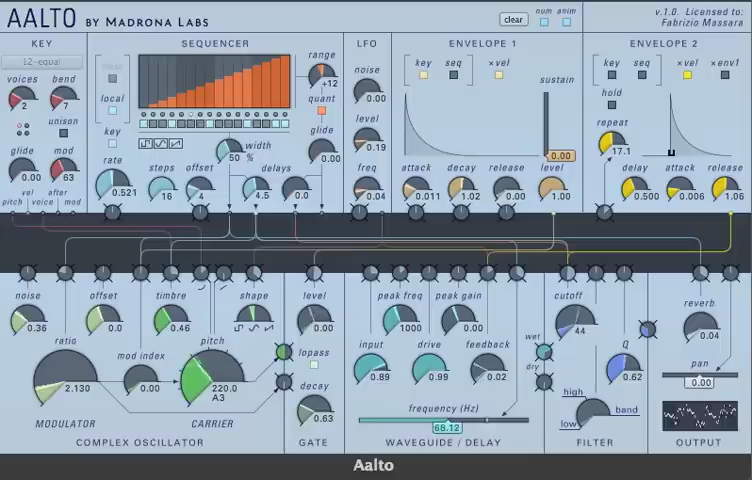 AALTO BY MADRONA LABS
clear
num anim
v.1.0. Licensed to:
Fabrizio Massara
KEY
12-equal
voices bend
2 7
unison
glide mod
0.00 63
pitch vel voice after mod
SEQUENCER
local
key
rate
0.521
steps
16
offset
4
width
50 %
delays
4.5 0.0
range
+12
quant
glide
0.00
LFO
noise
0.00
level
0.19
freq
0.04
ENVELOPE 1
key seq ×vel
sustain
0.00
attack decay release level
0.011 1.02 0.00 1.00
ENVELOPE 2
key seq ×vel ×env1
hold
repeat
17.1
delay attack release
0.500 0.006 1.06
noise offset timbre shape
0.36 0.0 0.46
ratio
2.130
mod index
0.00
pitch
220.0
A3
MODULATOR CARRIER
COMPLEX OSCILLATOR
level
0.00
lopass
decay
0.63
GATE
peak freq peak gain
1000 0.00
input drive feedback
0.89 0.99 0.02
frequency (Hz)
68.12
WAVEGUIDE / DELAY
wet
dry
cutoff
44
Q
0.62
high
band
low
FILTER
reverb
0.04
pan
0.00
OUTPUT
Aalto